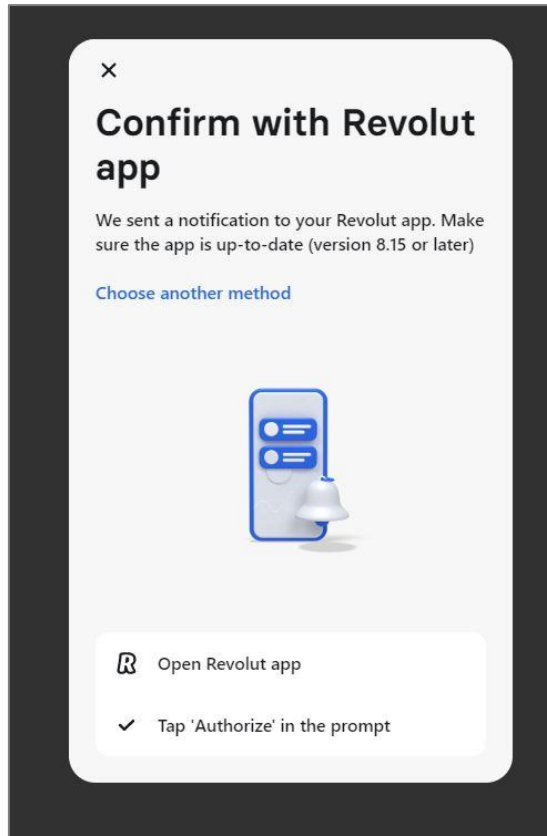 Confirm with Revolut
app
We sent a notification to your Revolut app. Make
sure the app is up-to-date (version 8.15 or later)
Choose another method
Open Revolut app
Tap 'Authorize' in the prompt